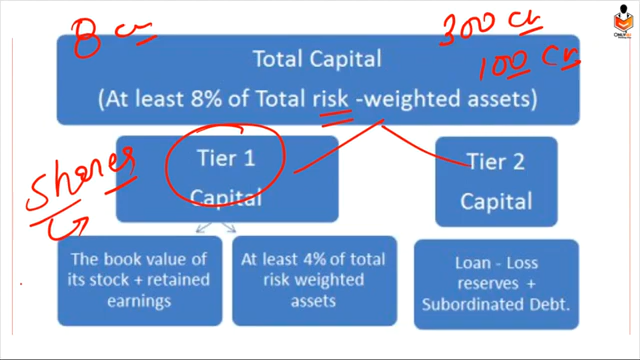 8 cr
300 cr
100 cr
Total Capital
(At least 8% of Total risk -weighted assets)
Shares
Tier 1
Capital
Tier 2
Capital
The book value
of its stock + retained
earnings
At least 4% of total
risk weighted
assets
Loan - Loss
reserves +
Subordinated Debt.